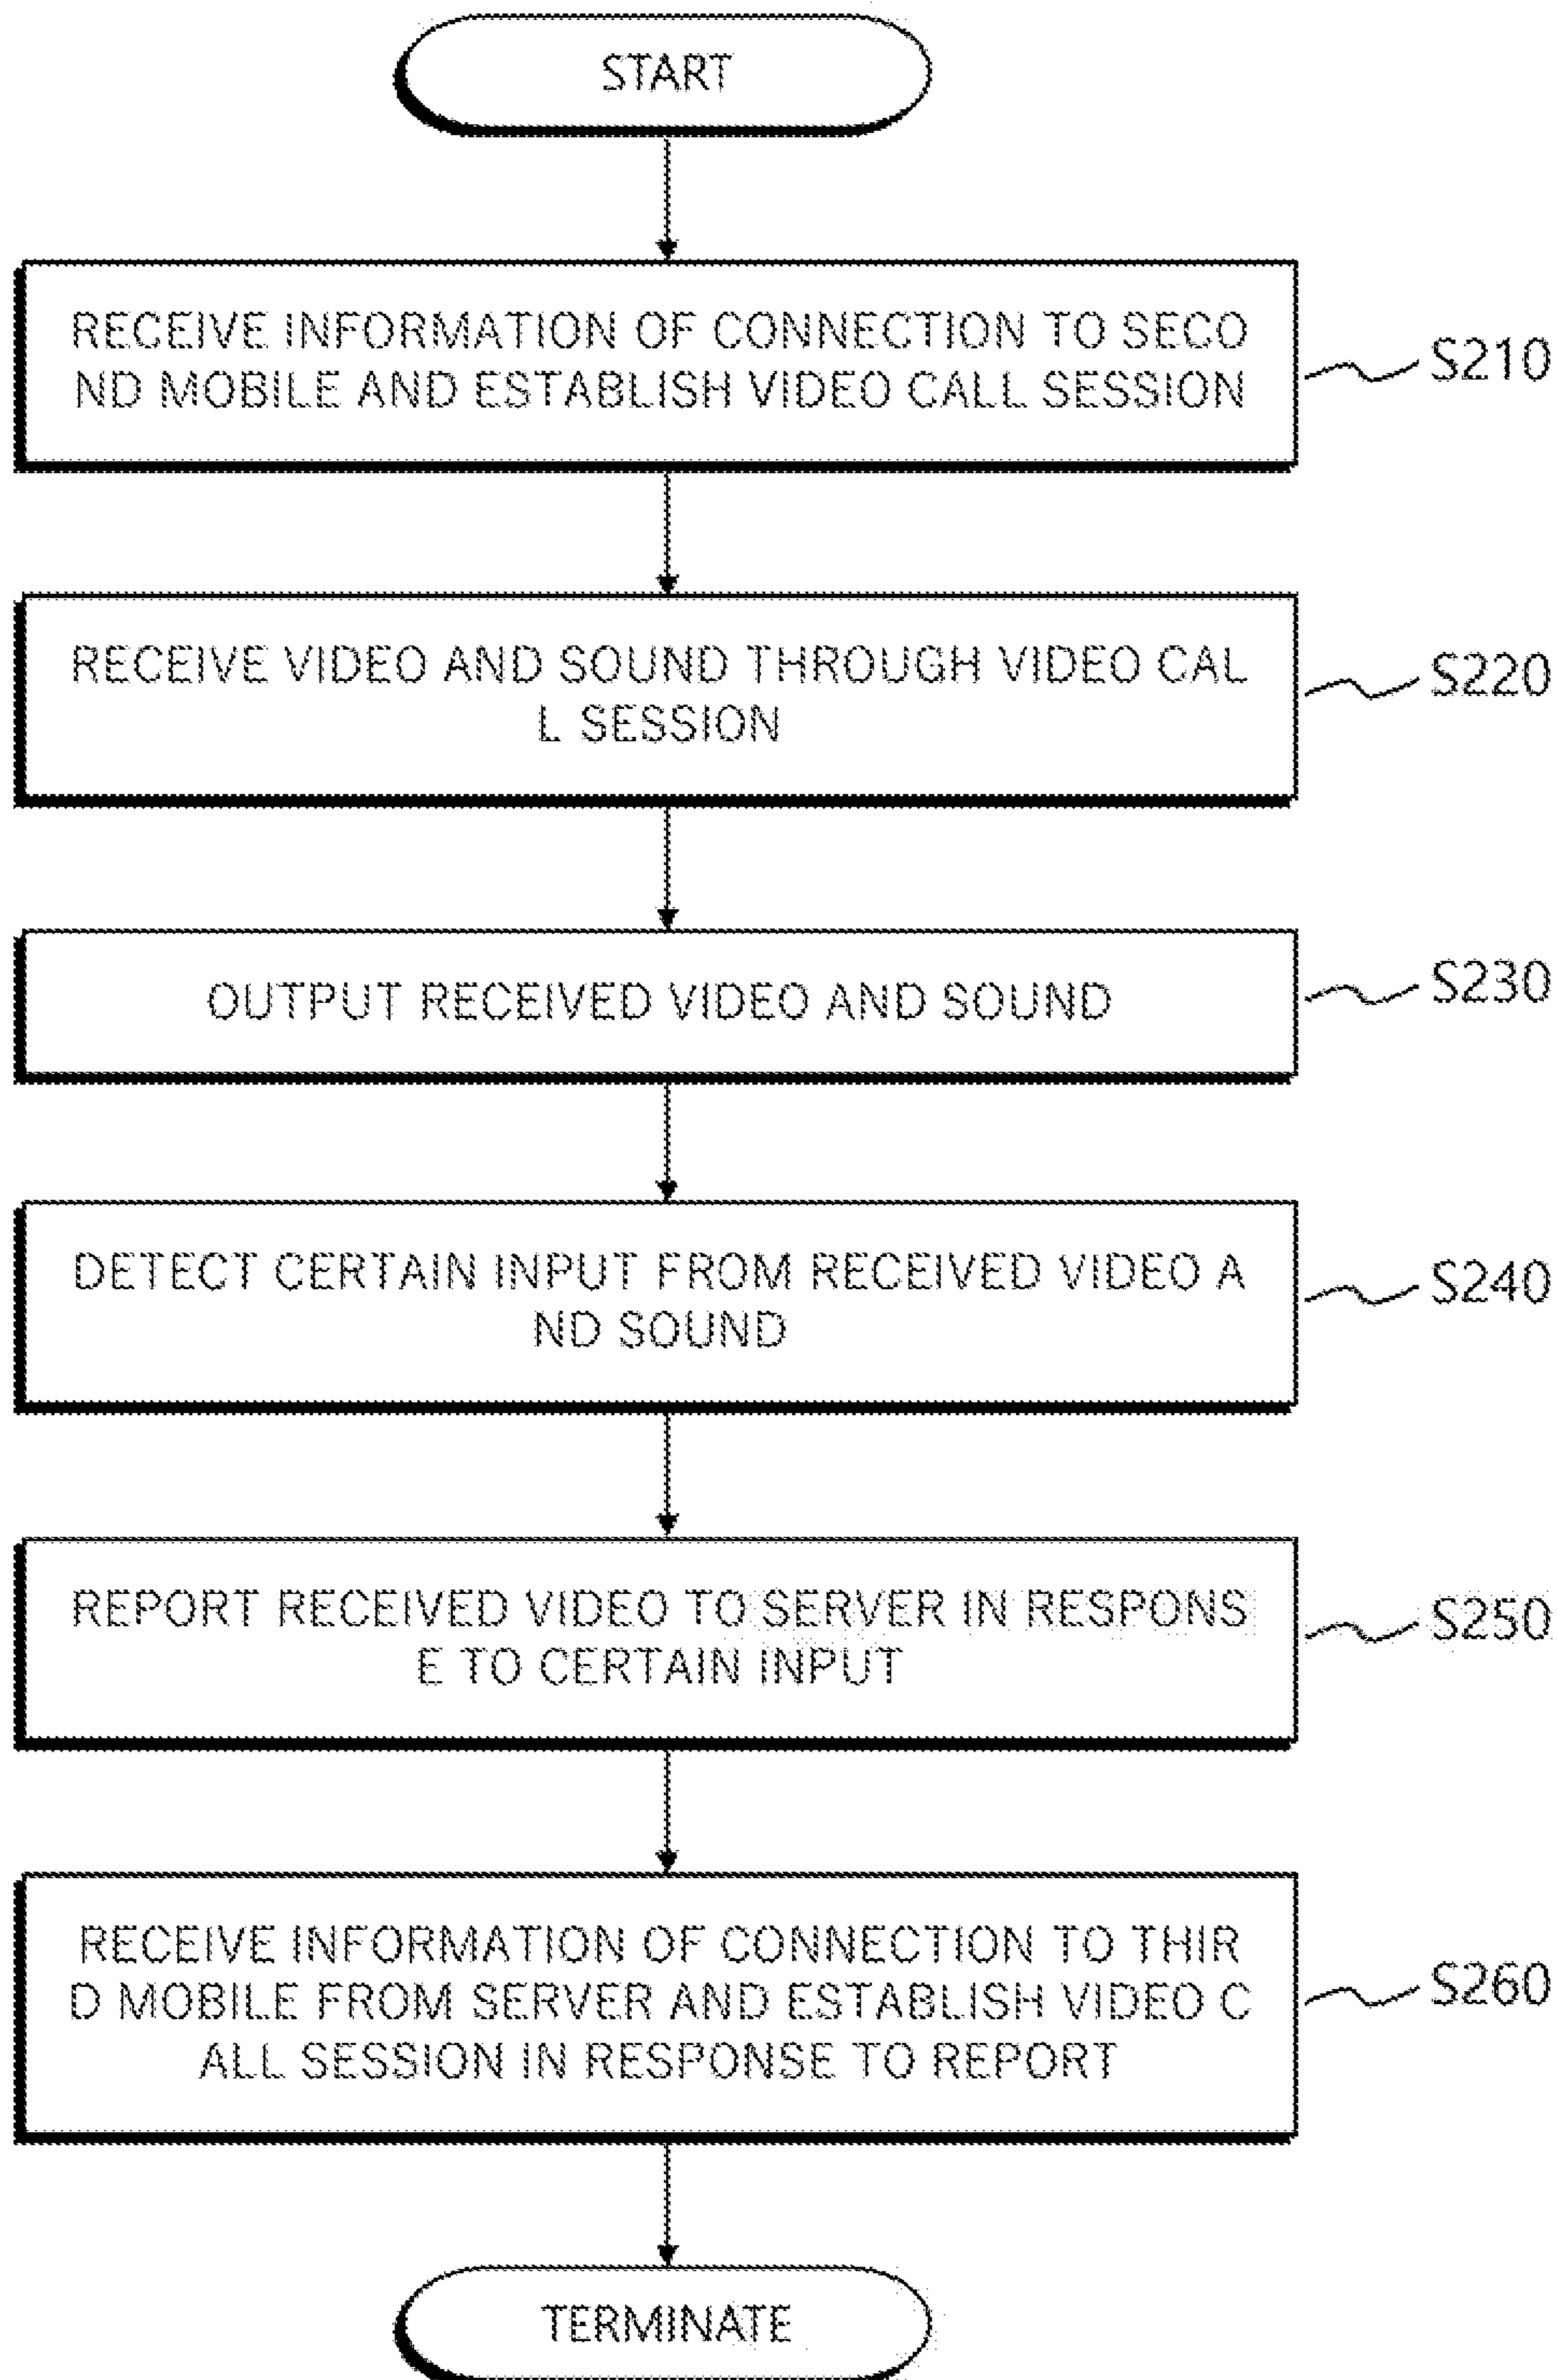 START
RECEIVE INFORMATION OF CONNECTION TO SECO
ND MOBILE AND ESTABLISH VIDEO CALL SESSION
S210
RECEIVE VIDEO AND SOUND THROUGH VIDEO CAL
L SESSION
S220
OUTPUT RECEIVED VIDEO AND SOUND
S230
DETECT CERTAIN INPUT FROM RECEIVED VIDEO A
ND SOUND
S240
REPORT RECEIVED VIDEO TO SERVER IN RESPONS
E TO CERTAIN INPUT
S250
RECEIVE INFORMATION OF CONNECTION TO THIR
D MOBILE FROM SERVER AND ESTABLISH VIDEO C
ALL SESSION IN RESPONSE TO REPORT
S260
TERMINATE